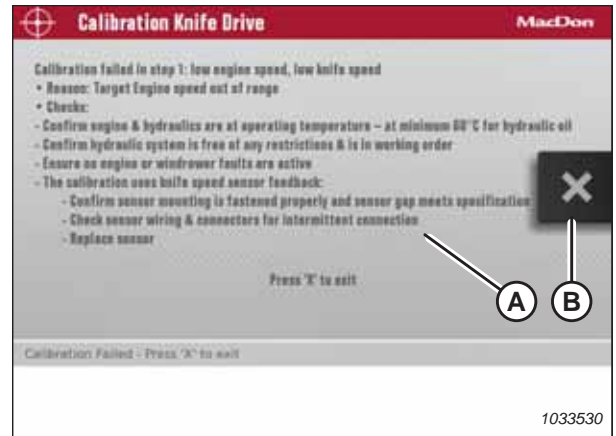 Calibration Knife Drive
MacDon
Calibration failed in step 1: low engine speed, low knife speed
• Reason: Target Engine speed out of range
• Checks:
- Confirm engine & hydraulics are at operating temperature – at minimum 60°C for hydraulic oil
- Confirm hydraulic system is free of any restrictions & is in working order
- Ensure no engine or windrower faults are active
- The calibration uses knife speed sensor feedback:
- Confirm sensor mounting is fastened properly and sensor gap meets specification
- Check sensor wiring & connectors for intermittent connection
- Replace sensor
Press 'X' to exit
A
B
Calibration Failed - Press 'X' to exit
1033530